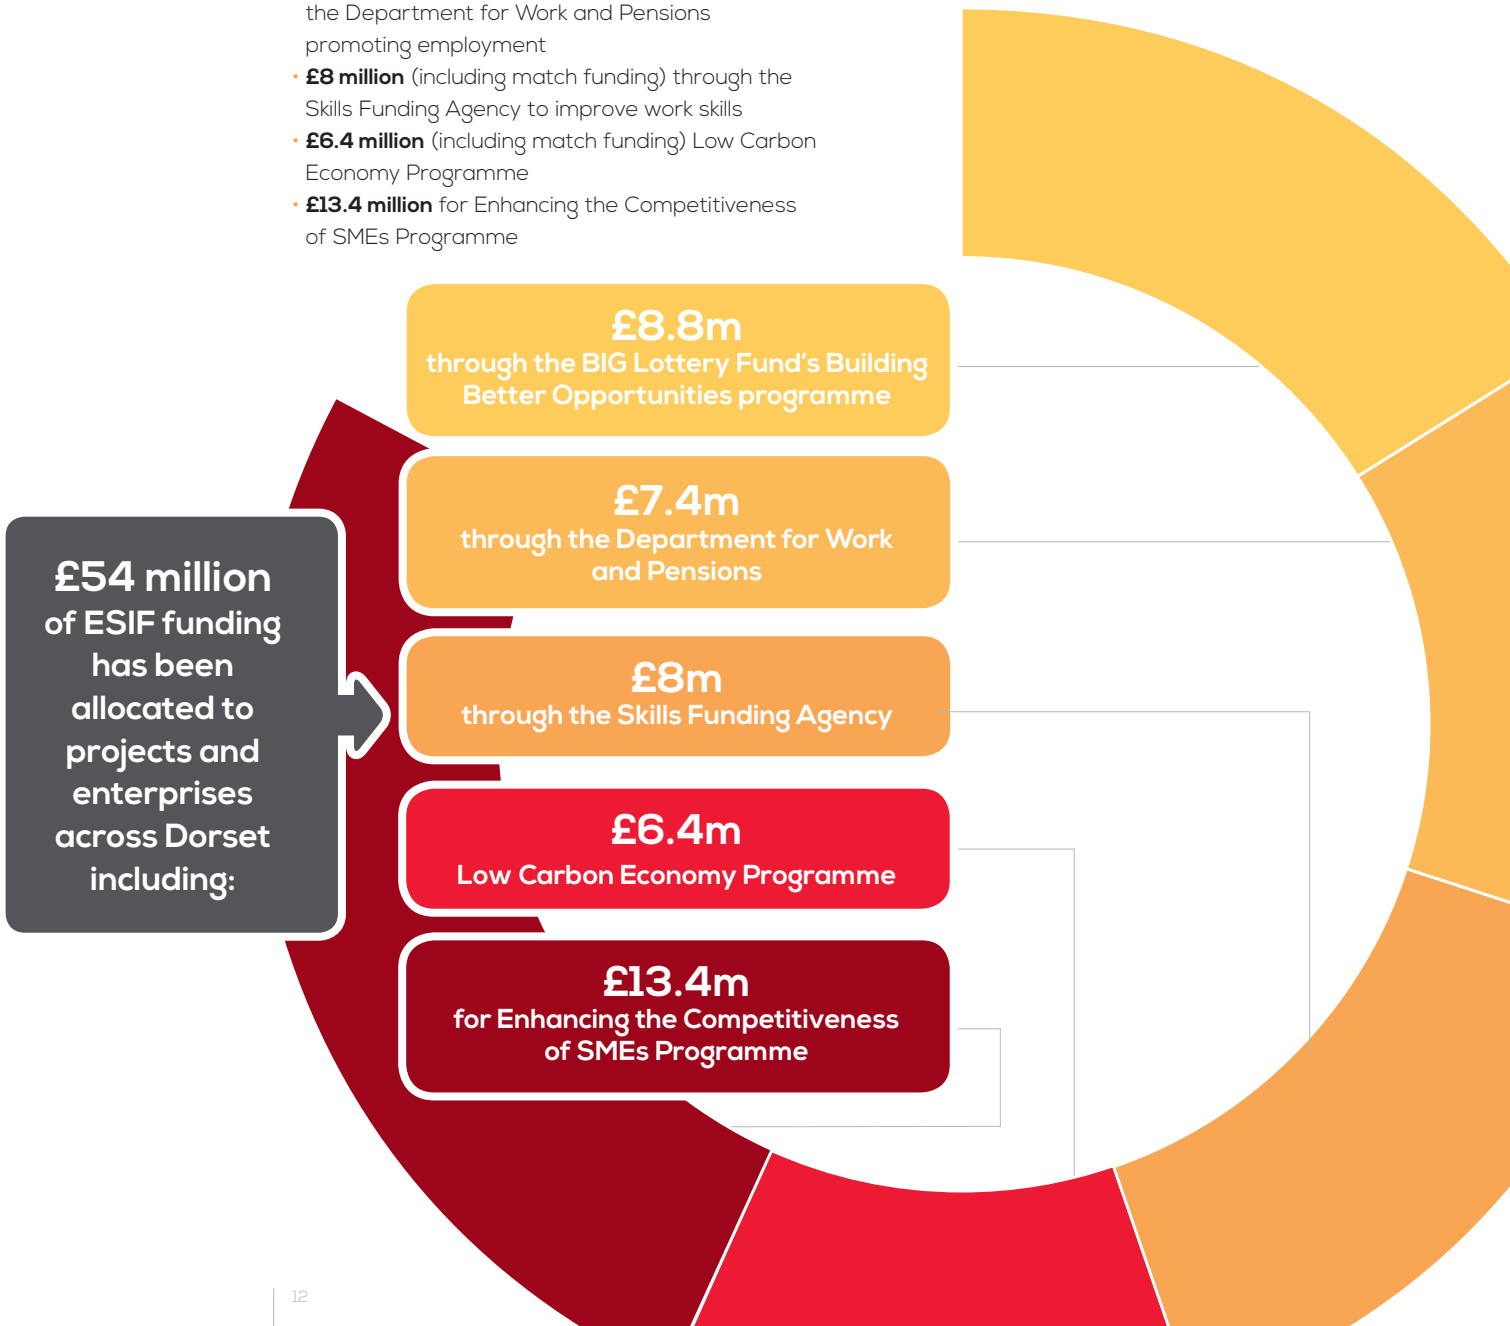 the Department for Work and Pensions
promoting employment
• £8 million (including match funding) through the
Skills Funding Agency to improve work skills
• £6.4 million (including match funding) Low Carbon
Economy Programme
• £13.4 million for Enhancing the Competitiveness
of SMEs Programme
£8.8m
through the BIG Lottery Fund's Building
Better Opportunities programme
£7.4m
through the Department for Work
and Pensions
£54 million
of ESIF funding
has been
allocated to
projects and
enterprises
across Dorset
including:
£8m
through the Skills Funding Agency
£6.4m
Low Carbon Economy Programme
£13.4m
for Enhancing the Competitiveness
of SMEs Programme
12